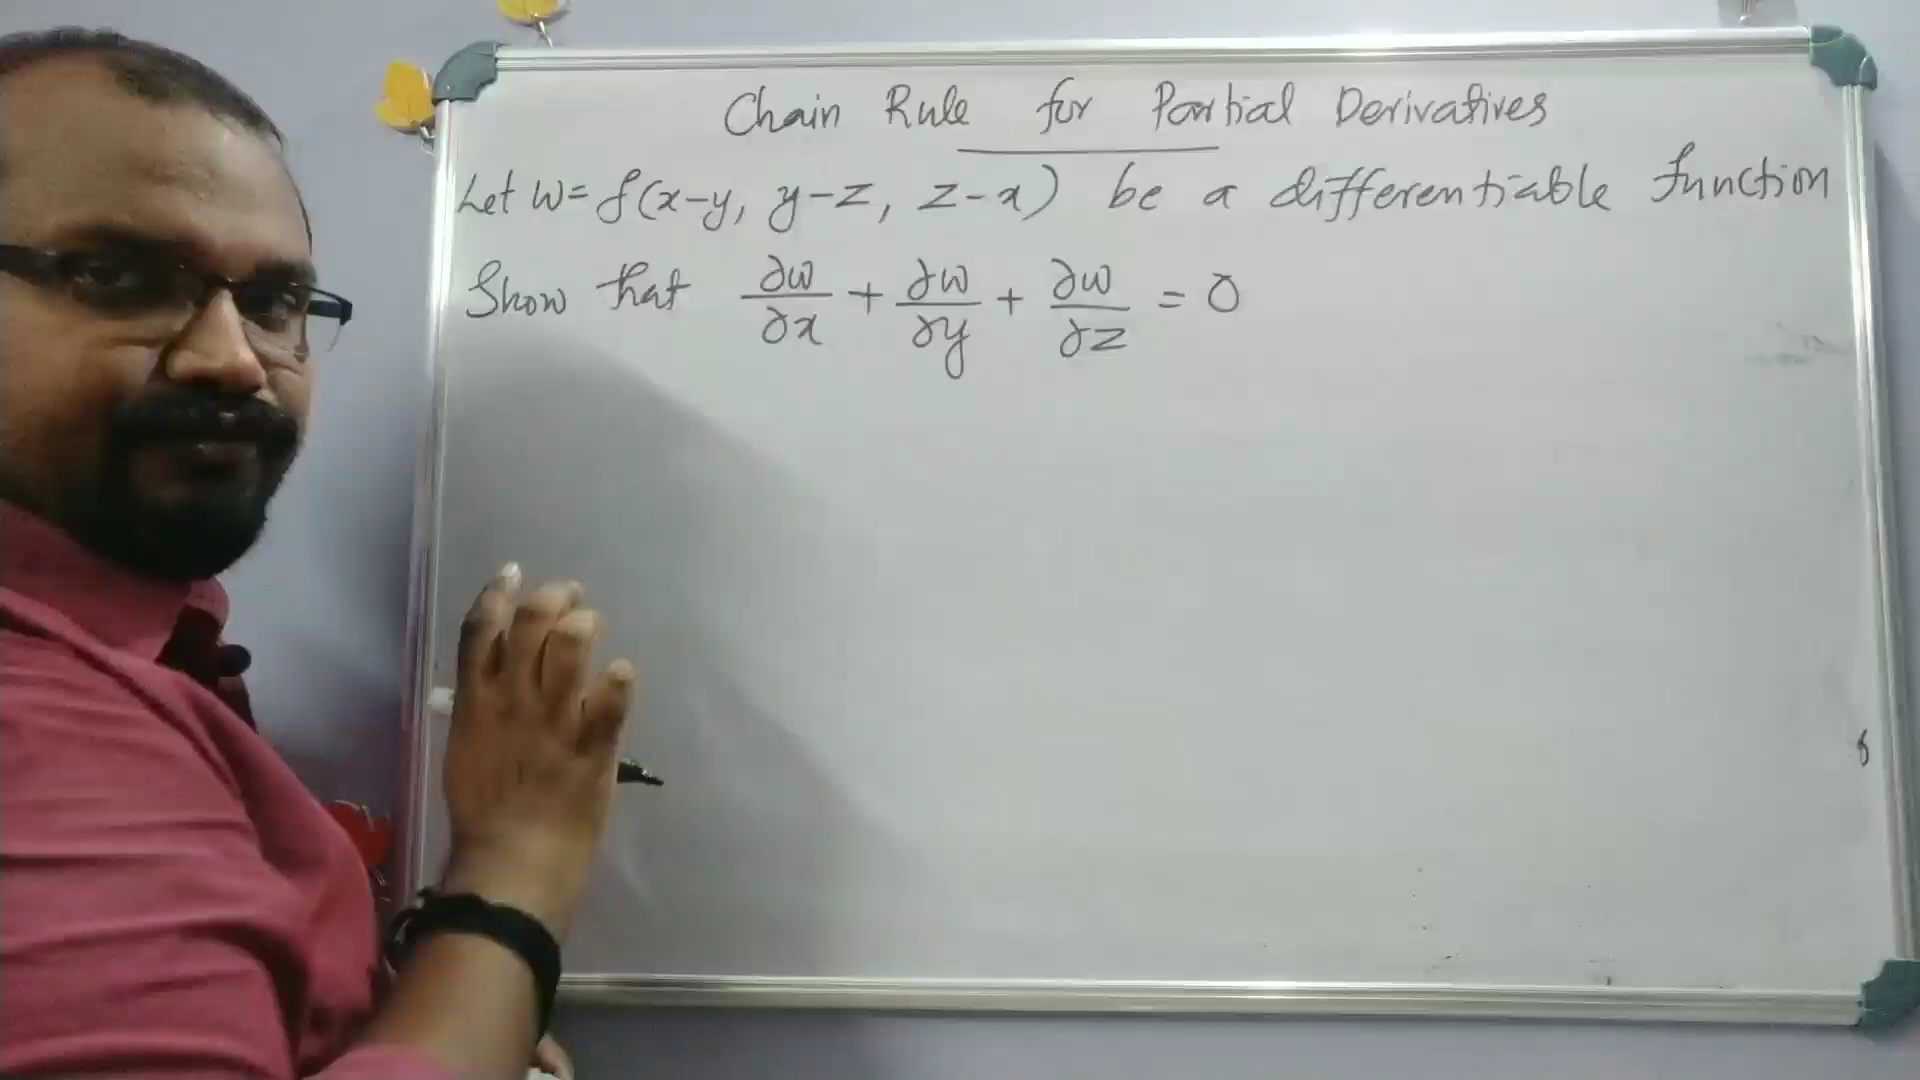 Chain Rule for Partial Derivatives
Let w=f(x-y, y-z, z-x) be a differentiable function
Show that ∂w/∂x + ∂w/∂y + ∂w/∂z = 0